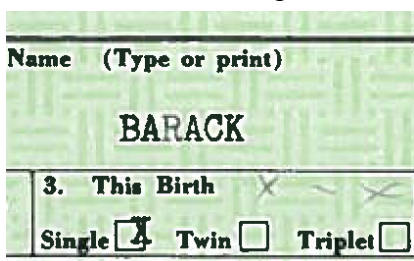 Name (Type or print)
BARACK
3. This Birth X ~ X
Single X Twin Triplet